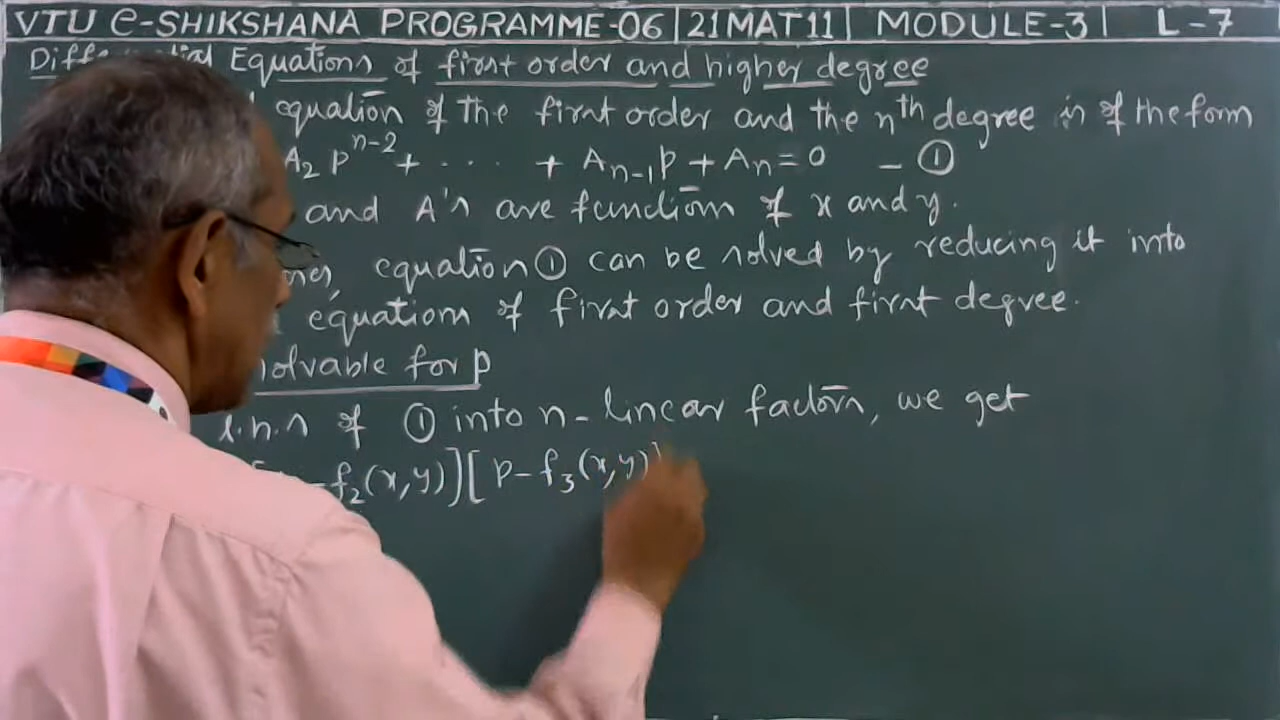 VTU e-SHIKSHANA PROGRAMME-06 | 21MAT11 | MODULE-3 | L-7
Differential Equations of first order and higher degree
equation of the first order and the nth degree is of the form
A₂ pⁿ⁻² + .... + Aₙ₋₁p + Aₙ = 0 - ①
and A's are functions of x and y.
equation ① can be solved by reducing it into
equations of first order and first degree.
solvable for p
l.h.s of ① into n-linear factors, we get
-f₂(x,y)][p-f₃(x,y)]